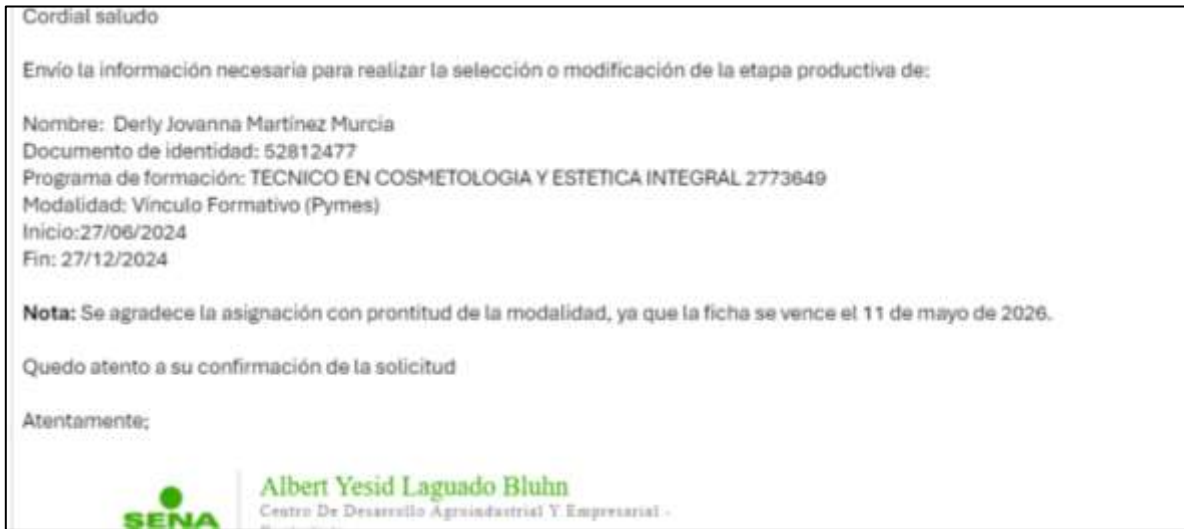 Cordial saludo
Envío la información necesaria para realizar la selección o modificación de la etapa productiva de:
Nombre:  Derly Jovanna Martínez Murcia
Documento de identidad: 52812477
Programa de formación: TECNICO EN COSMETOLOGIA Y ESTETICA INTEGRAL 2773649
Modalidad: Vínculo Formativo (Pymes)
Inicio:27/06/2024
Fin: 27/12/2024
Nota: Se agradece la asignación con prontitud de la modalidad, ya que la ficha se vence el 11 de mayo de 2026.
Quedo atento a su confirmación de la solicitud
Atentamente;
SENA
Albert Yesid Laguado Bluhn
Centro De Desarrollo Agroindustrial Y Empresarial -